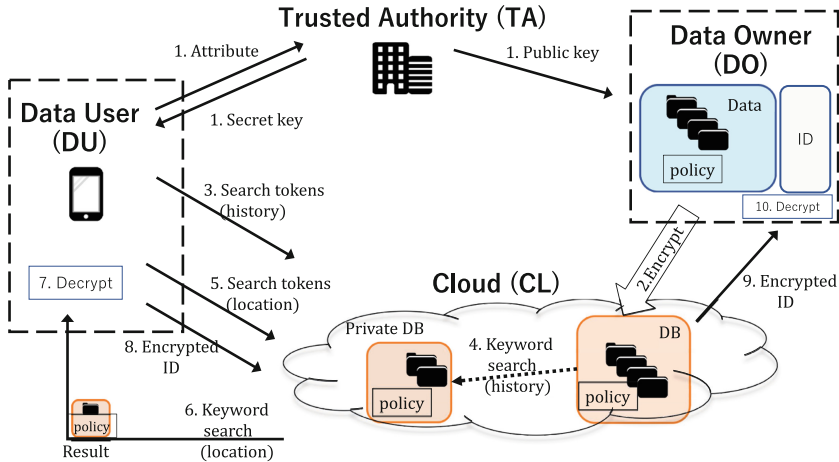 Trusted Authority (TA)
1. Attribute
1. Public key
1. Secret key
Data Owner
(DO)
Data
ID
policy
10. Decrypt
Data User
(DU)
3. Search tokens
(history)
7. Decrypt
5. Search tokens
(location)
8. Encrypted
ID
2.Encrypt
9. Encrypted
ID
Cloud (CL)
Private DB
DB
4. Keyword
search
(history)
policy
policy
6. Keyword
search
(location)
policy
Result